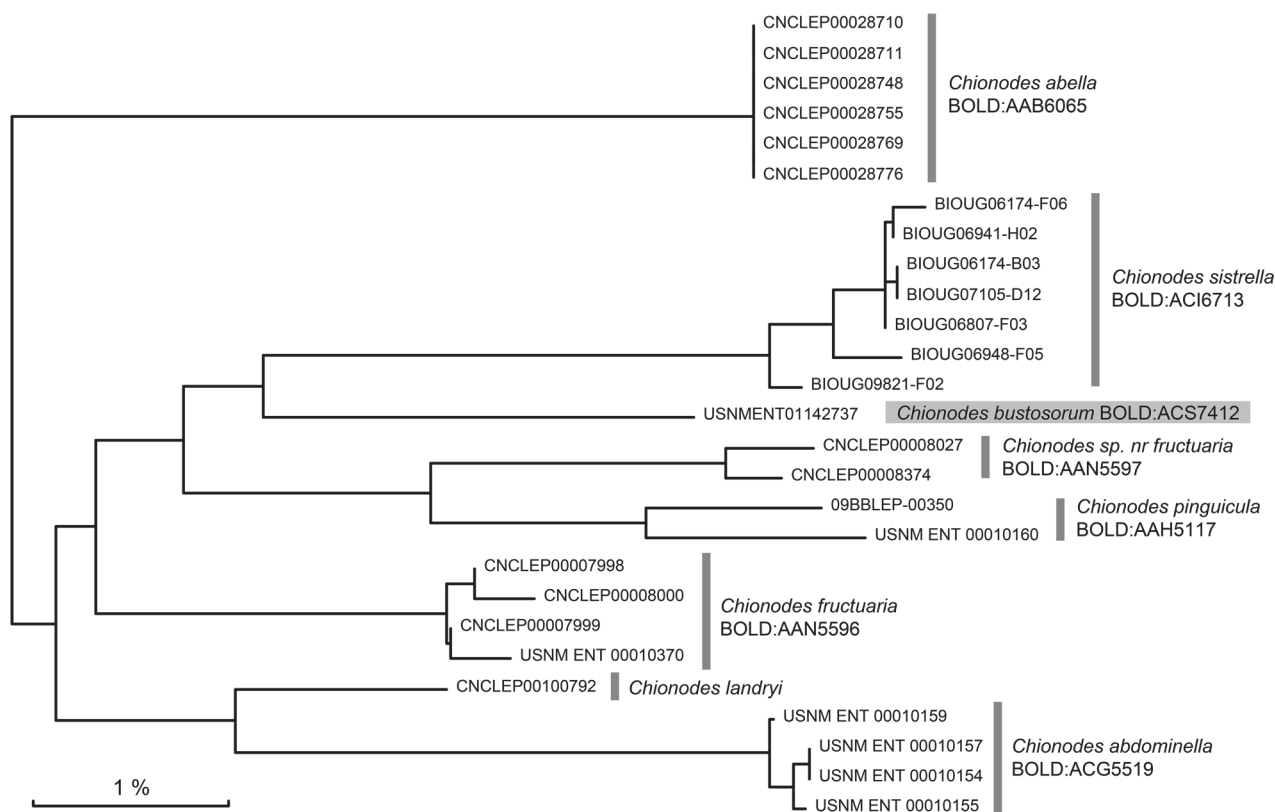 CNCLEP00028710
CNCLEP00028711
CNCLEP00028748
CNCLEP00028755
CNCLEP00028769
CNCLEP00028776
Chionodes abella
BOLD:AAB6065
BIOUG06174-F06
BIOUG06941-H02
BIOUG06174-B03
BIOUG07105-D12
BIOUG06807-F03
BIOUG06948-F05
BIOUG09821-F02
Chionodes sistrella
BOLD:ACI6713
USNMENT01142737
Chionodes bustosorum BOLD:ACS7412
CNCLEP00008027
CNCLEP00008374
Chionodes sp. nr fructuaria
BOLD:AAN5597
09BBLEP-00350
USNM ENT 00010160
Chionodes pinguicula
BOLD:AAH5117
CNCLEP00007998
CNCLEP00008000
CNCLEP00007999
USNM ENT 00010370
Chionodes fructuaria
BOLD:AAN5596
CNCLEP00100792
Chionodes landryi
USNM ENT 00010159
USNM ENT 00010157
USNM ENT 00010154
USNM ENT 00010155
Chionodes abdominella
BOLD:ACG5519
1 %